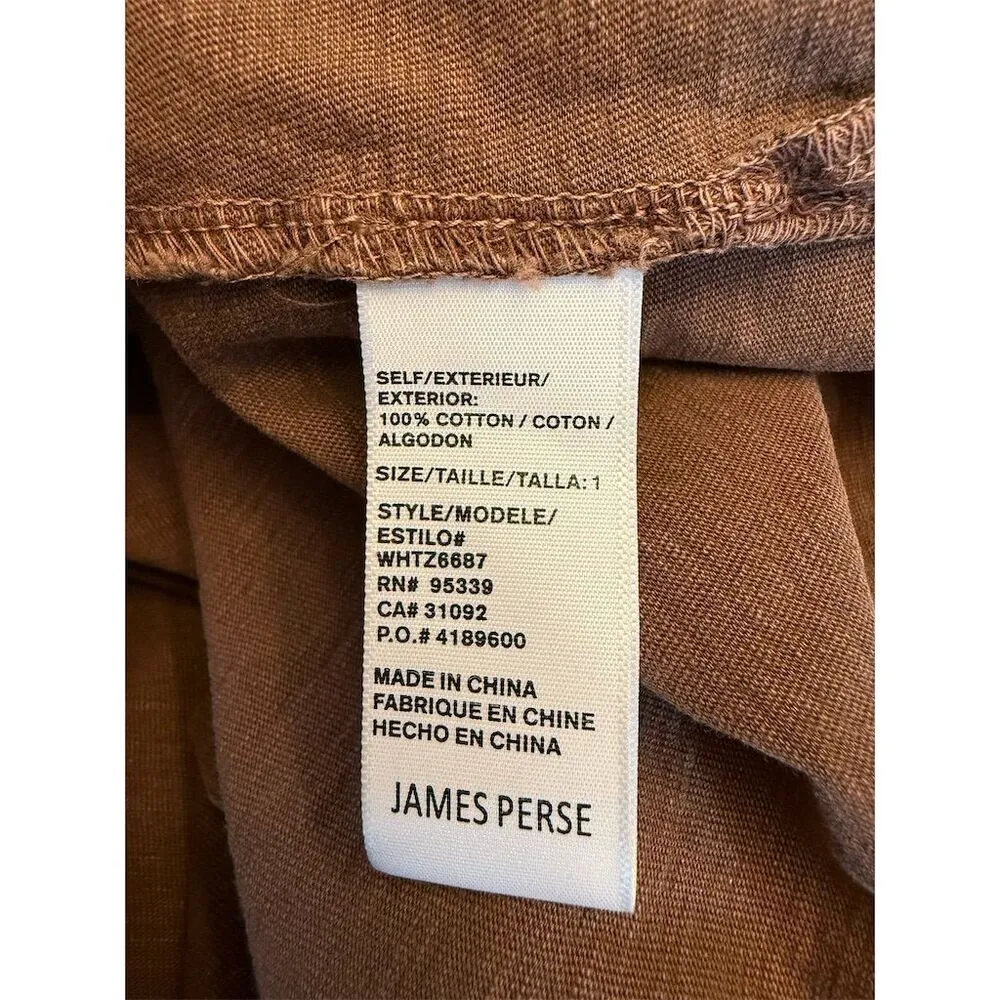 SELF/EXTERIEUR/
EXTERIOR:
100% COTTON / COTON /
ALGODON
SIZE/TAILLE/TALLA: 1
STYLE/MODELE/
ESTILO#
WHTZ6687
RN# 95339
CA# 31092
P.O.# 4189600
MADE IN CHINA
FABRIQUE EN CHINE
HECHO EN CHINA
JAMES PERSE